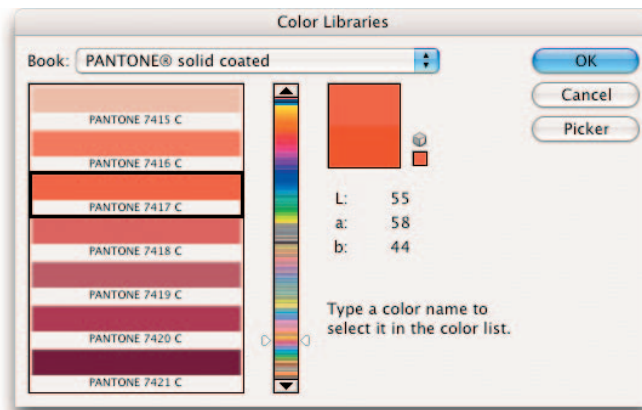 Color Libraries
Book: PANTONE® solid coated
OK
Cancel
Picker
PANTONE 7415 C
PANTONE 7416 C
PANTONE 7417 C
PANTONE 7418 C
PANTONE 7419 C
PANTONE 7420 C
PANTONE 7421 C
L: 55
a: 58
b: 44
Type a color name to
select it in the color list.